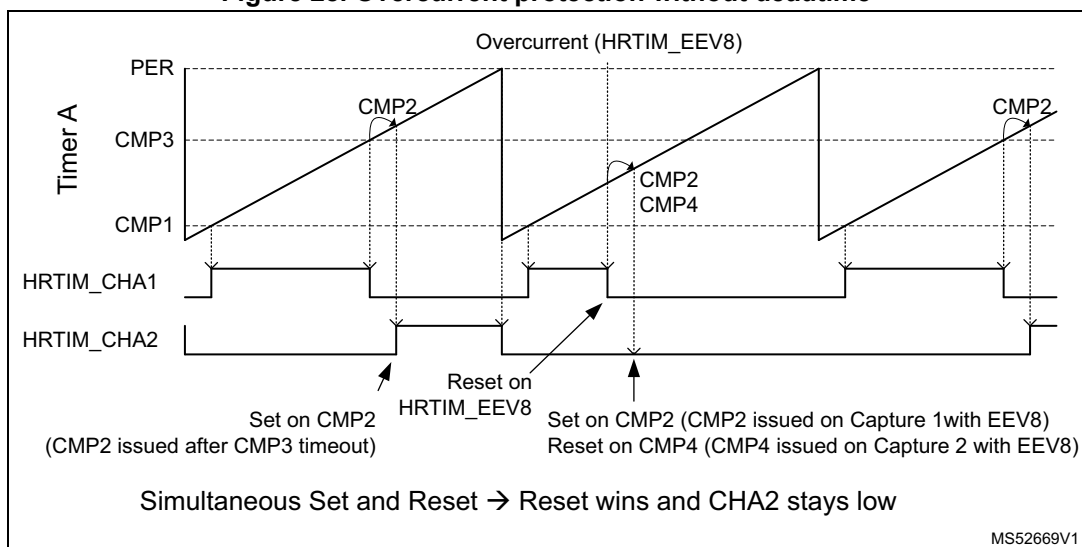 Figure 23. Overcurrent protection without deadtime
Overcurrent (HRTIM_EEV8)
PER
CMP2
CMP2
Timer A
CMP3
CMP2
CMP4
CMP1
HRTIM_CHA1
HRTIM_CHA2
Reset on
HRTIM_EEV8
Set on CMP2
(CMP2 issued after CMP3 timeout)
Set on CMP2 (CMP2 issued on Capture 1with EEV8)
Reset on CMP4 (CMP4 issued on Capture 2 with EEV8)
Simultaneous Set and Reset → Reset wins and CHA2 stays low
MS52669V1